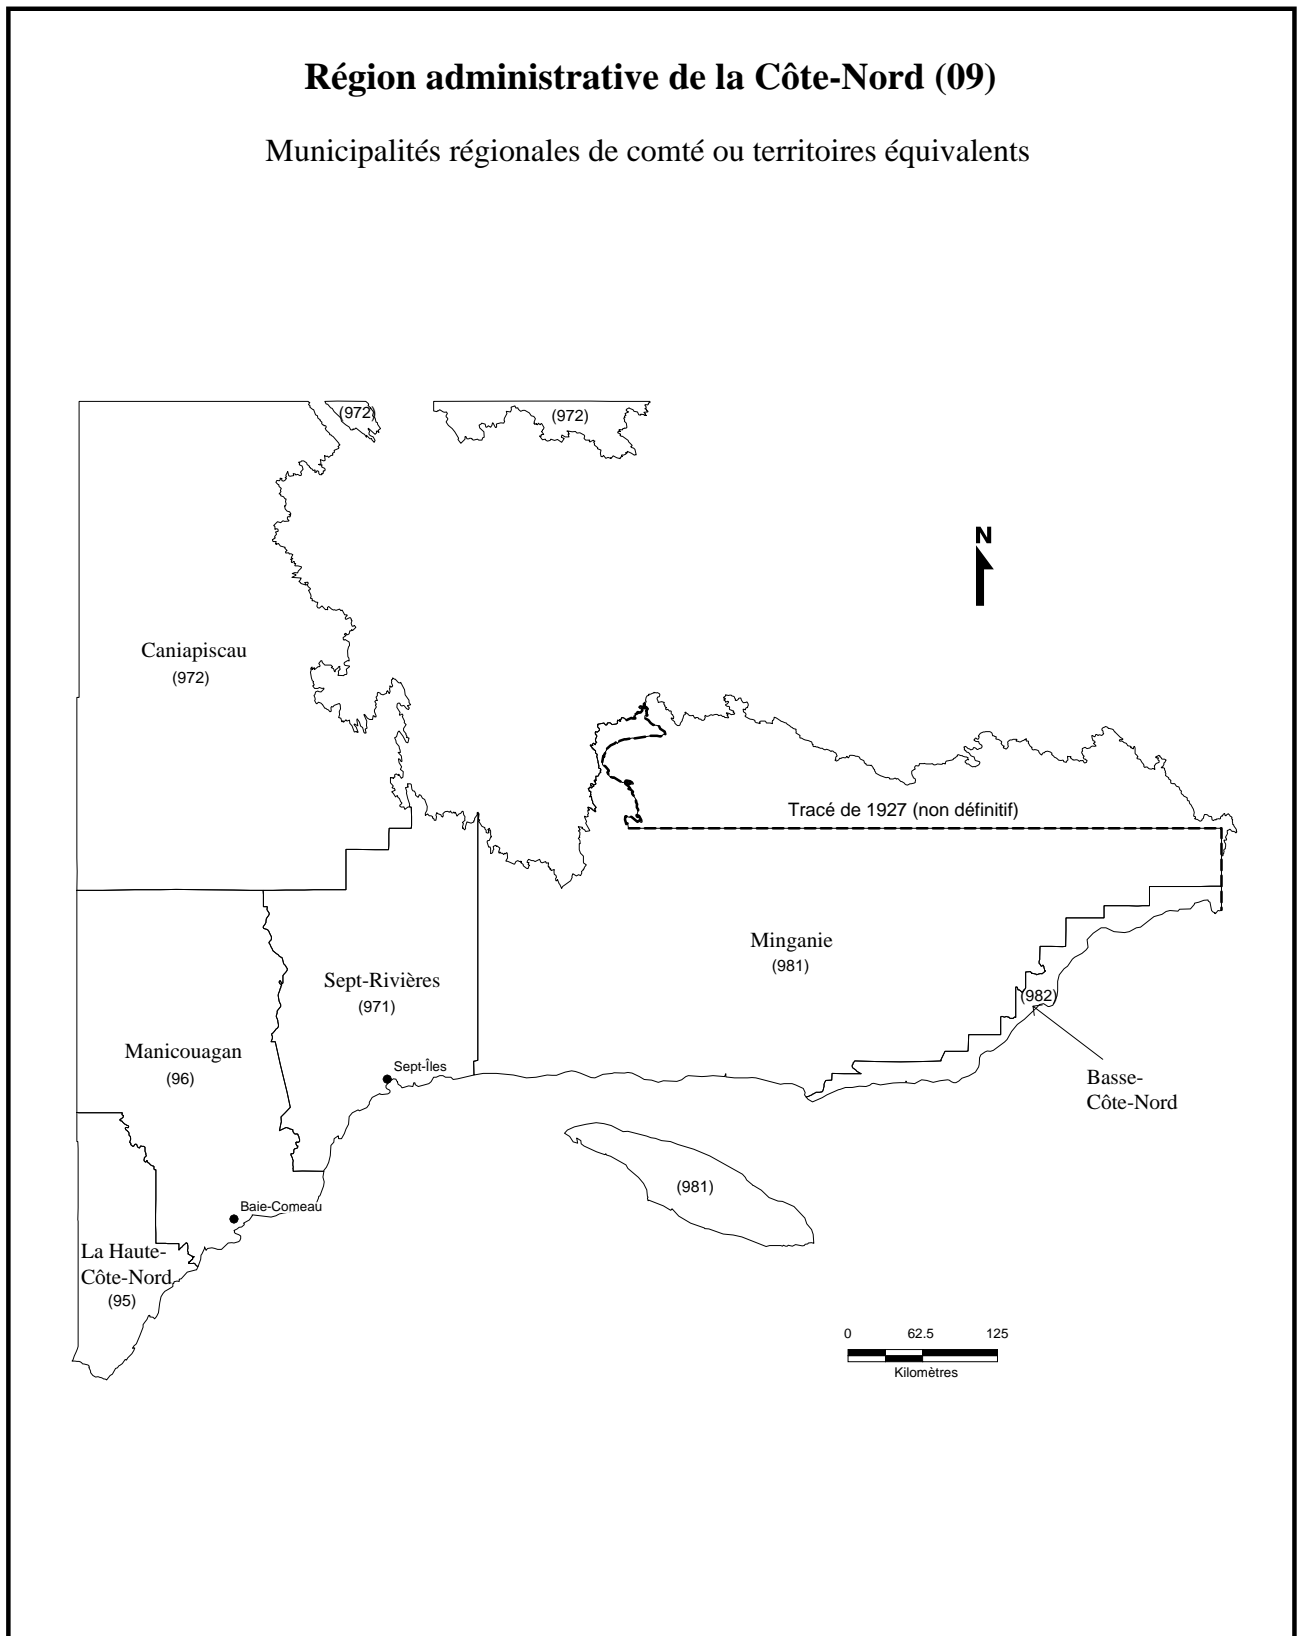 Région administrative de la Côte-Nord (09)
Municipalités régionales de comté ou territoires équivalents
(972)
(972)
N
Caniapiscau
(972)
Tracé de 1927 (non définitif)
Minganie
(981)
Sept-Rivières
(971)
(982)
Manicouagan
(96)
Sept-Îles
Basse-
Côte-Nord
(981)
Baie-Comeau
La Haute-
Côte-Nord
(95)
0 62.5 125
Kilomètres